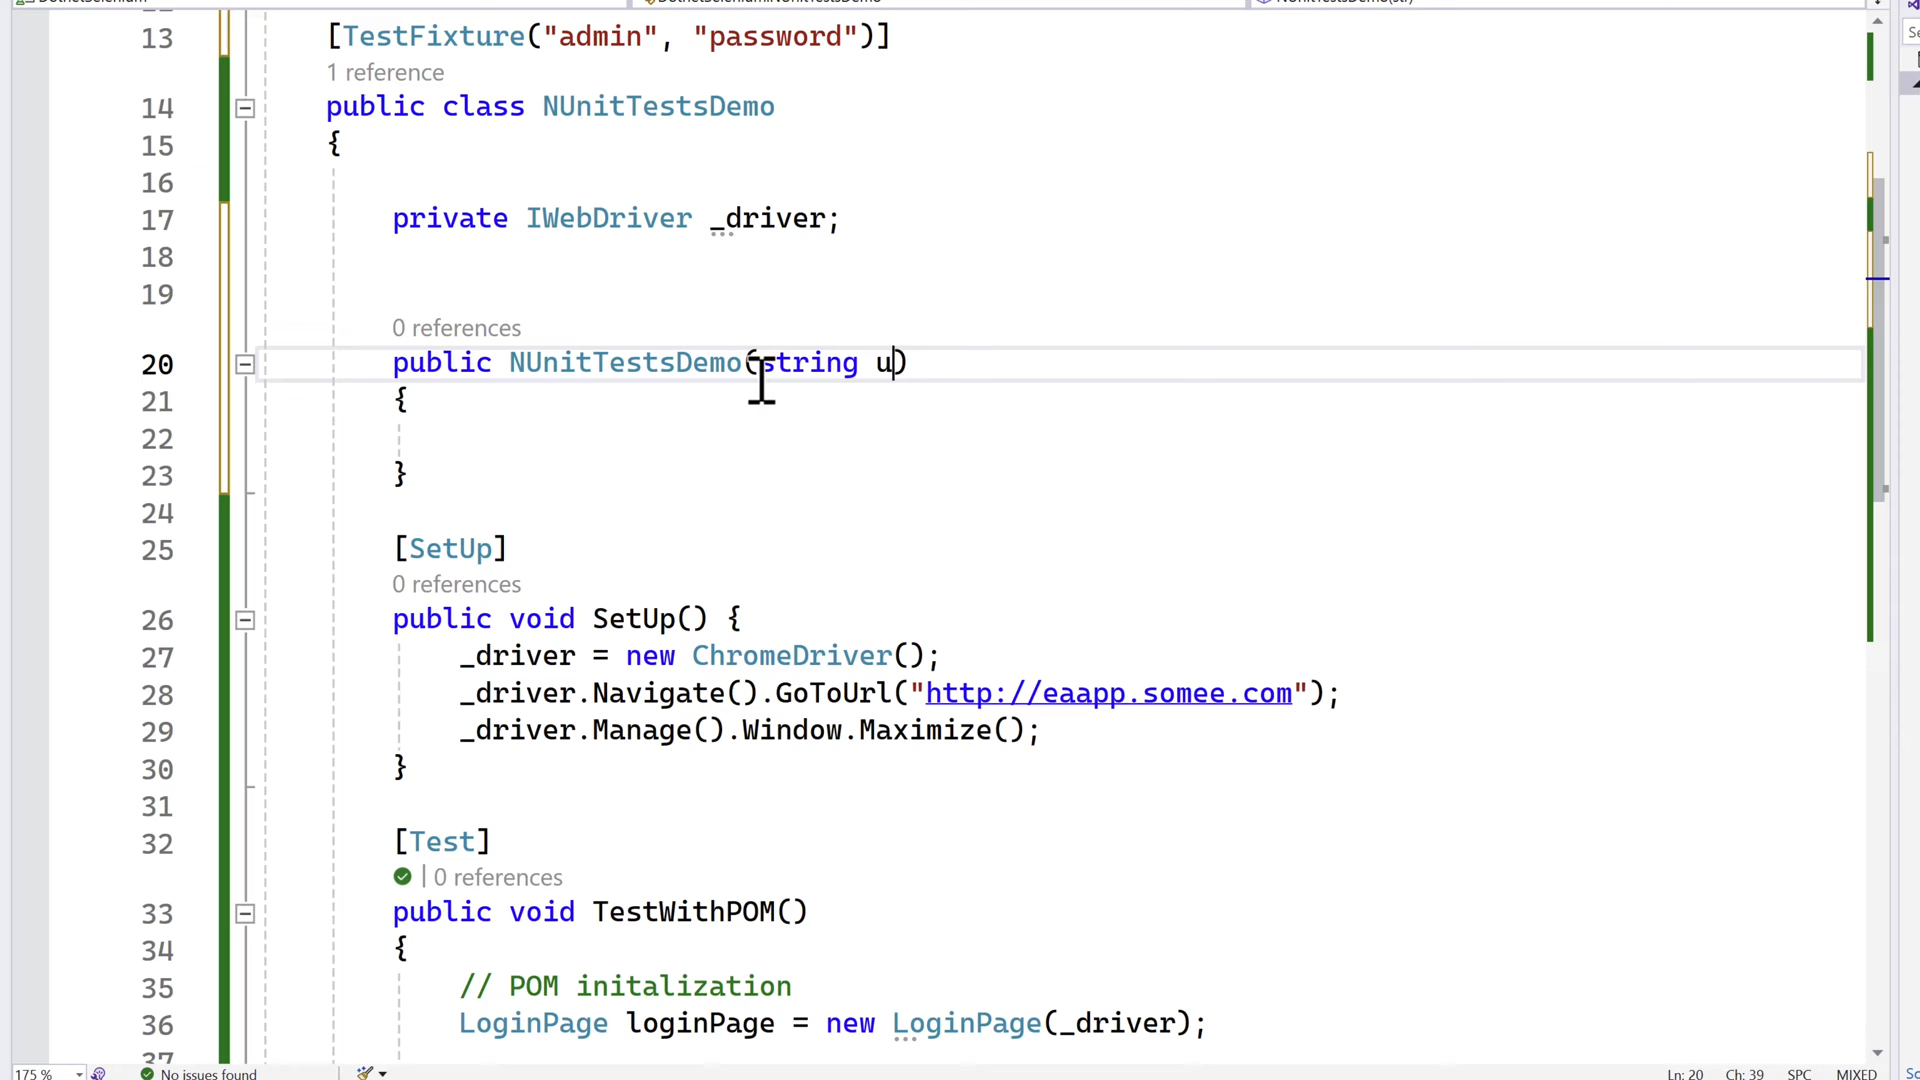 13 [TestFixture("admin", "password")]
1 reference
14 public class NUnitTestsDemo
15 {
16
17 private IWebDriver _driver;
18
19
0 references
20 public NUnitTestsDemo(string u)
21 {
22
23 }
24
25 [SetUp]
0 references
26 public void SetUp() {
27 _driver = new ChromeDriver();
28 _driver.Navigate().GoToUrl("http://eaapp.somee.com");
29 _driver.Manage().Window.Maximize();
30 }
31
32 [Test]
| 0 references
33 public void TestWithPOM()
34 {
35 // POM initalization
36 LoginPage loginPage = new LoginPage(_driver);
37
175 % No issues found Ln: 20 Ch: 39 SPC MIXED